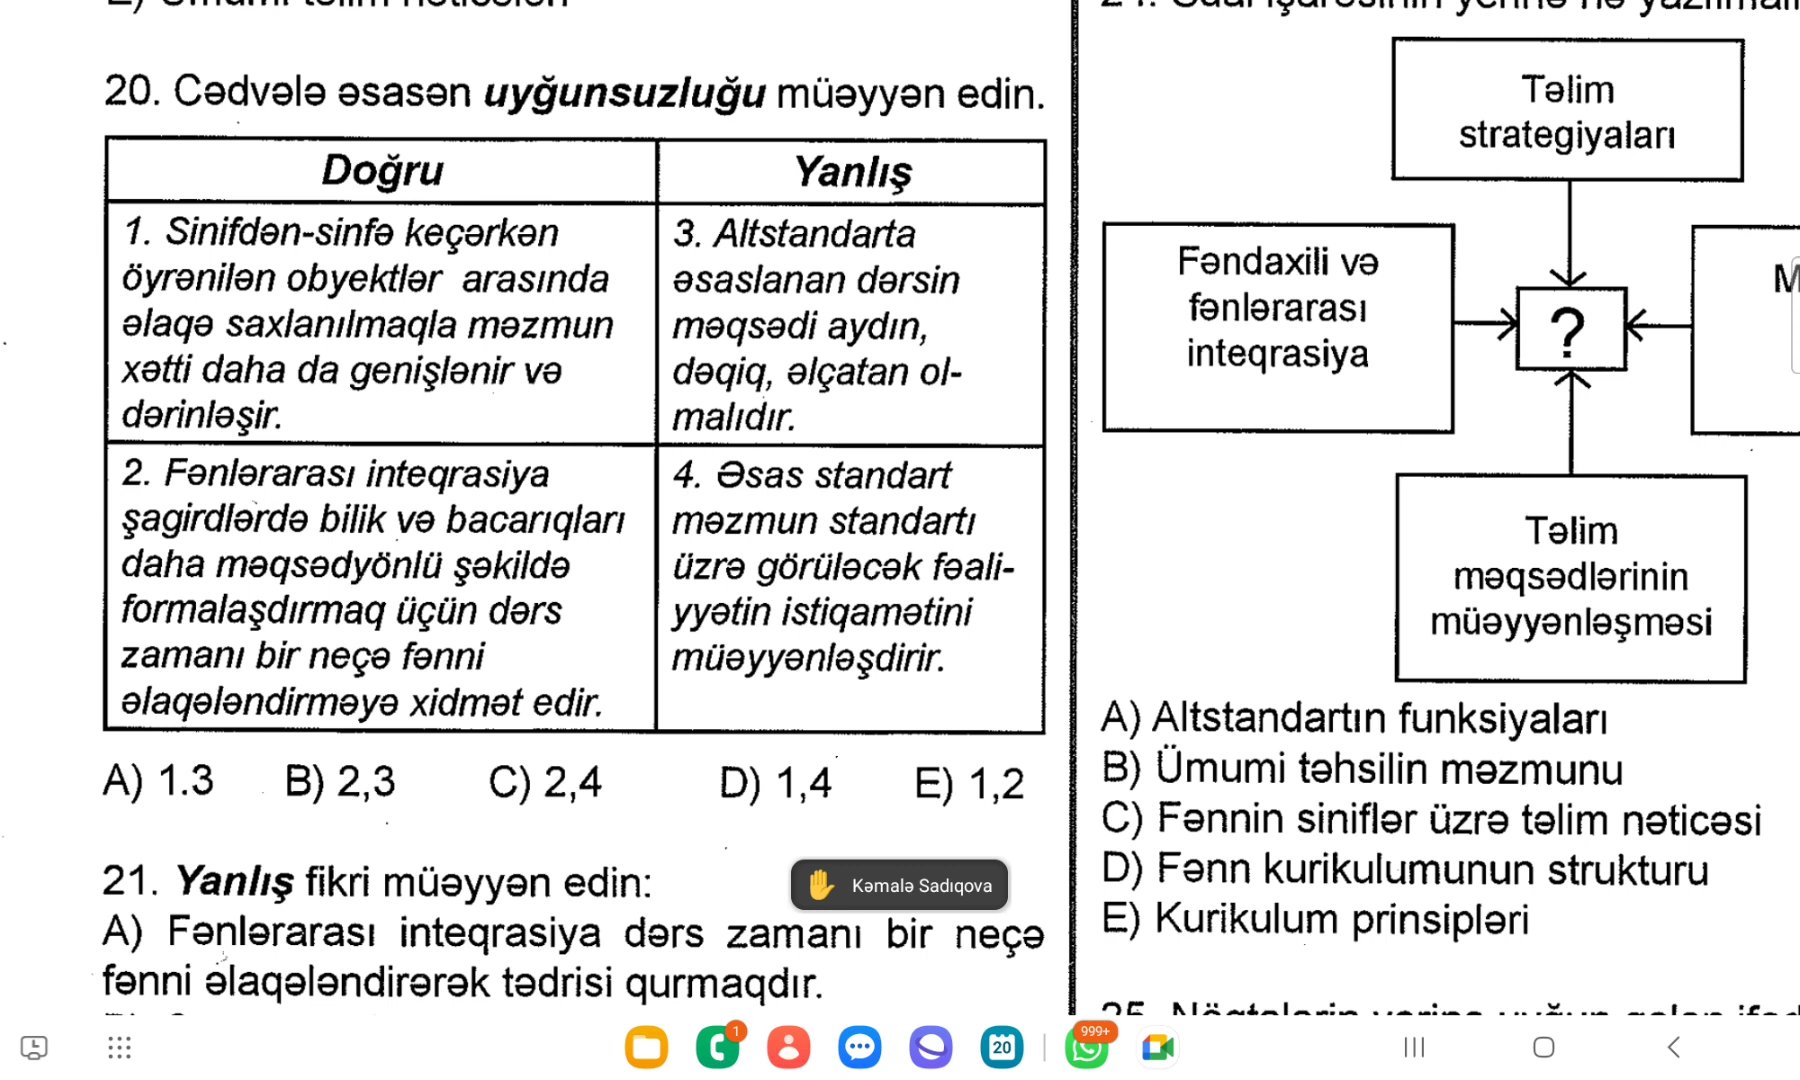 20. Cədvələ əsasən uyğunsuzluğu müəyyən edin.
Doğru
Yanlış
1. Sinifdən-sinfə keçərkən
öyrənilən obyektlər arasında
əlaqə saxlanılmaqla məzmun
xətti daha da genişlənir və
dərinləşir.
3. Altstandarta
əsaslanan dərsin
məqsədi aydın,
dəqiq, əlçatan ol-
malıdır.
2. Fənlərarası inteqrasiya
şagirdlərdə bilik və bacarıqları
daha məqsədyönlü şəkildə
formalaşdırmaq üçün dərs
zamanı bir neçə fənni
əlaqələndirməyə xidmət edir.
4. Əsas standart
məzmun standartı
üzrə görüləcək fəali-
yyətin istiqamətini
müəyyənləşdirir.
A) 1.3 B) 2,3 C) 2,4 D) 1,4 E) 1,2
21. Yanlış fikri müəyyən edin:
A) Fənlərarası inteqrasiya dərs zamanı bir neçə
fənni əlaqələndirərək tədrisi qurmaqdır.
Təlim
strategiyaları
Fəndaxili və
fənlərarası
inteqrasiya
?
Təlim
məqsədlərinin
müəyyənləşməsi
A) Altstandartın funksiyaları
B) Ümumi təhsilin məzmunu
C) Fənnin siniflər üzrə təlim nəticəsi
D) Fənn kurikulumunun strukturu
E) Kurikulum prinsipləri
Kəmalə Sadıqova
1
20
999+